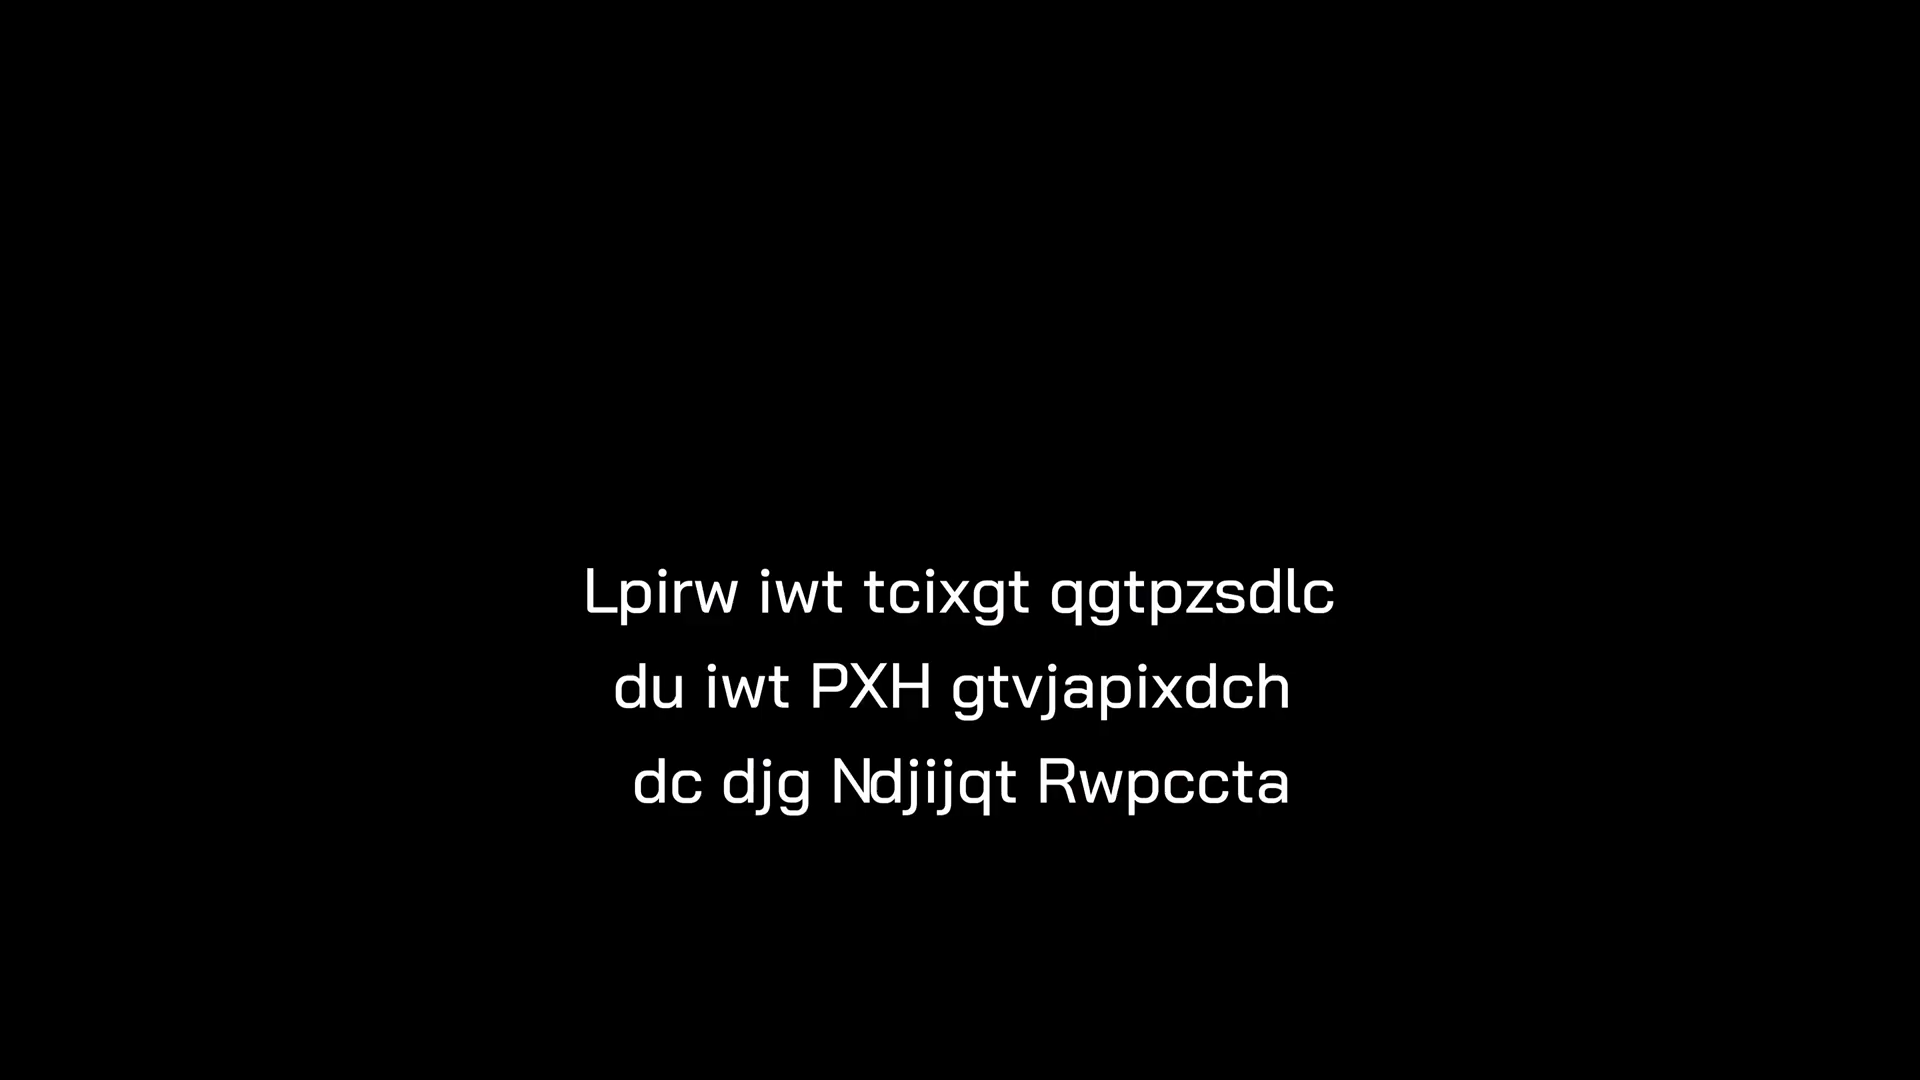 Lpirw iwt tcixgt qgtpzsdlc
du iwt PXH gtvjapixdch
dc djg Ndjijqt Rwpccta